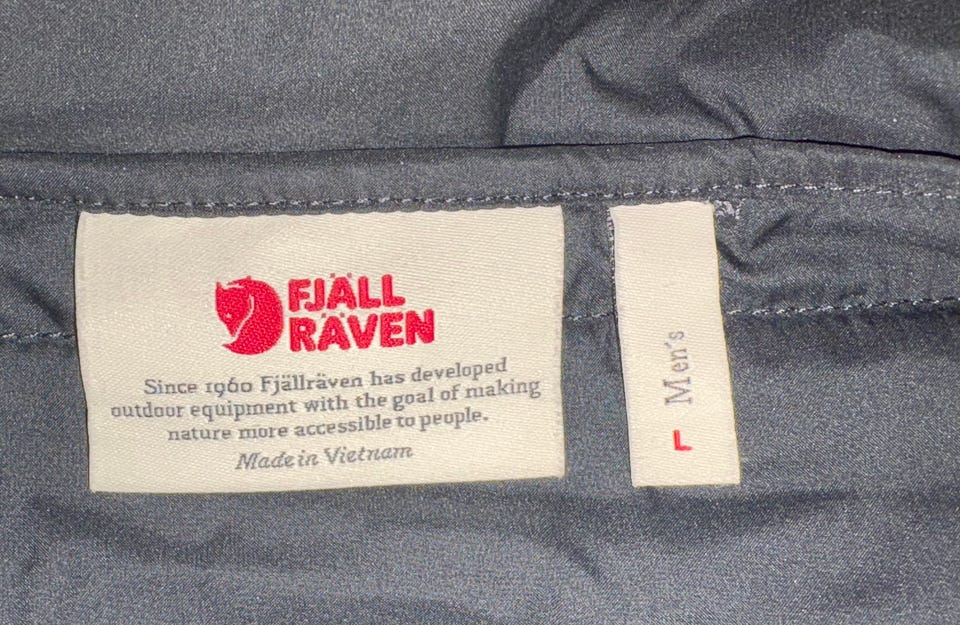 FJÄLL
RÄVEN
Since 1960 Fjällräven has developed
outdoor equipment with the goal of making
nature more accessible to people.
Made in Vietnam
Men's
L